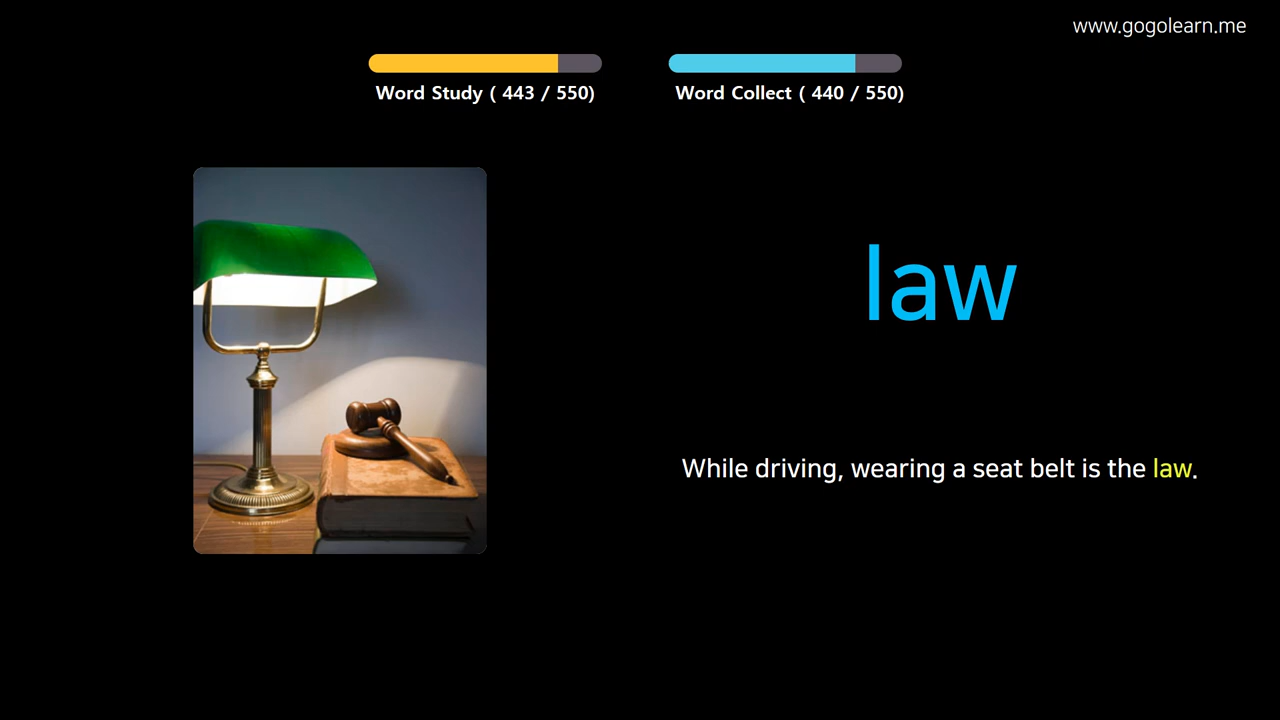 www.gogolearn.me
Word Study ( 443 / 550)
Word Collect ( 440 / 550)
law
While driving, wearing a seat belt is the law.